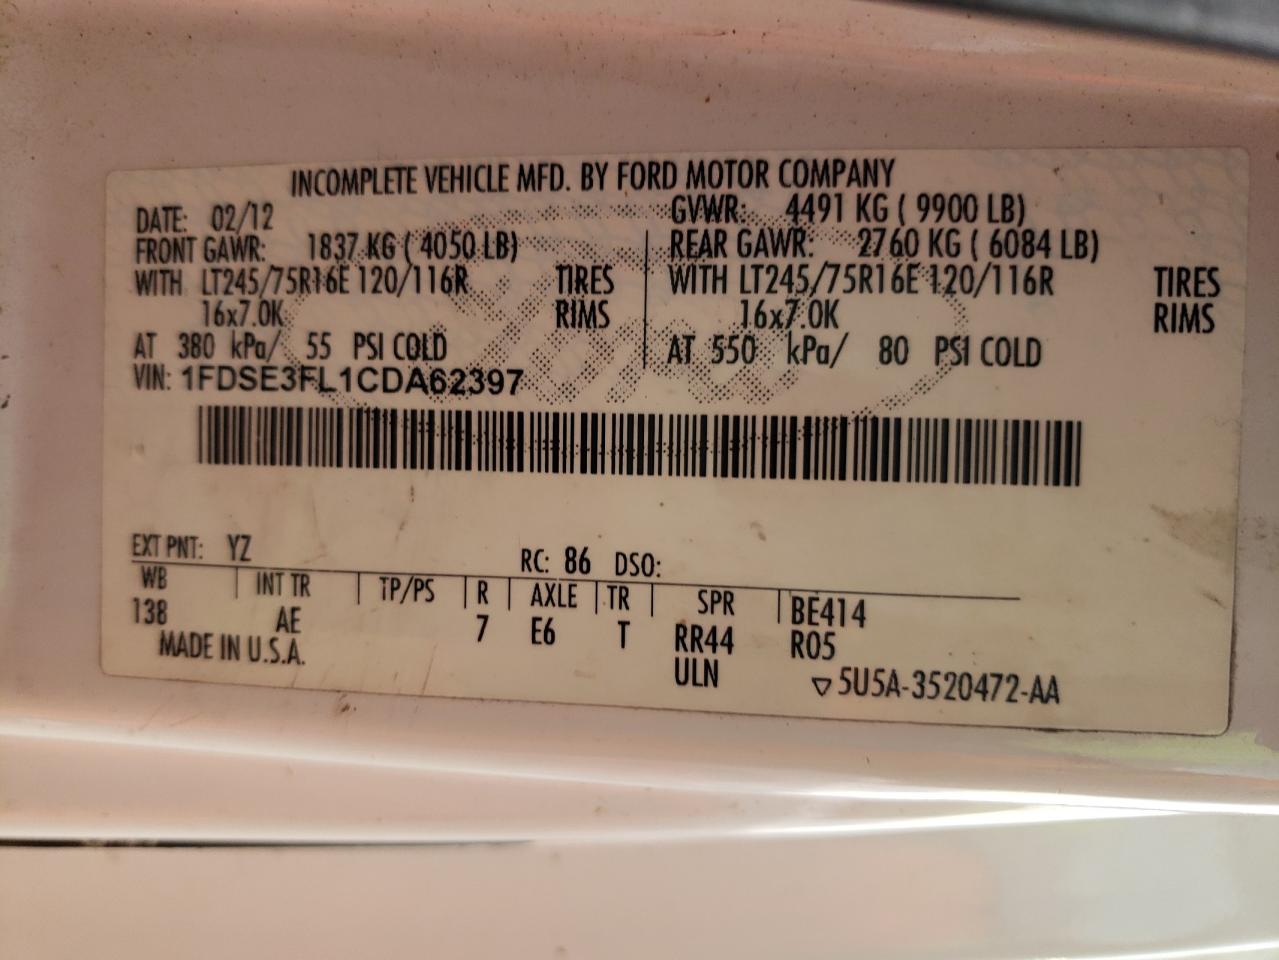 INCOMPLETE VEHICLE MFD. BY FORD MOTOR COMPANY
DATE: 02/12 GVWR: 4491 KG ( 9900 LB)
FRONT GAWR: 1837 KG ( 4050 LB) REAR GAWR: 2760 KG ( 6084 LB)
WITH LT245/75R16E 120/116R TIRES WITH LT245/75R16E 120/116R TIRES
16x7.0K RIMS 16x7.0K RIMS
AT 380 kPa/ 55 PSI COLD AT 550 kPa/ 80 PSI COLD
VIN: 1FDSE3FL1CDA62397
EXT PNT: YZ RC: 86 DSO:
WB INT TR TP/PS R AXLE TR SPR BE414
138 AE 7 E6 T RR44 R05
MADE IN U.S.A. ULN ▽ 5U5A-3520472-AA
Ford